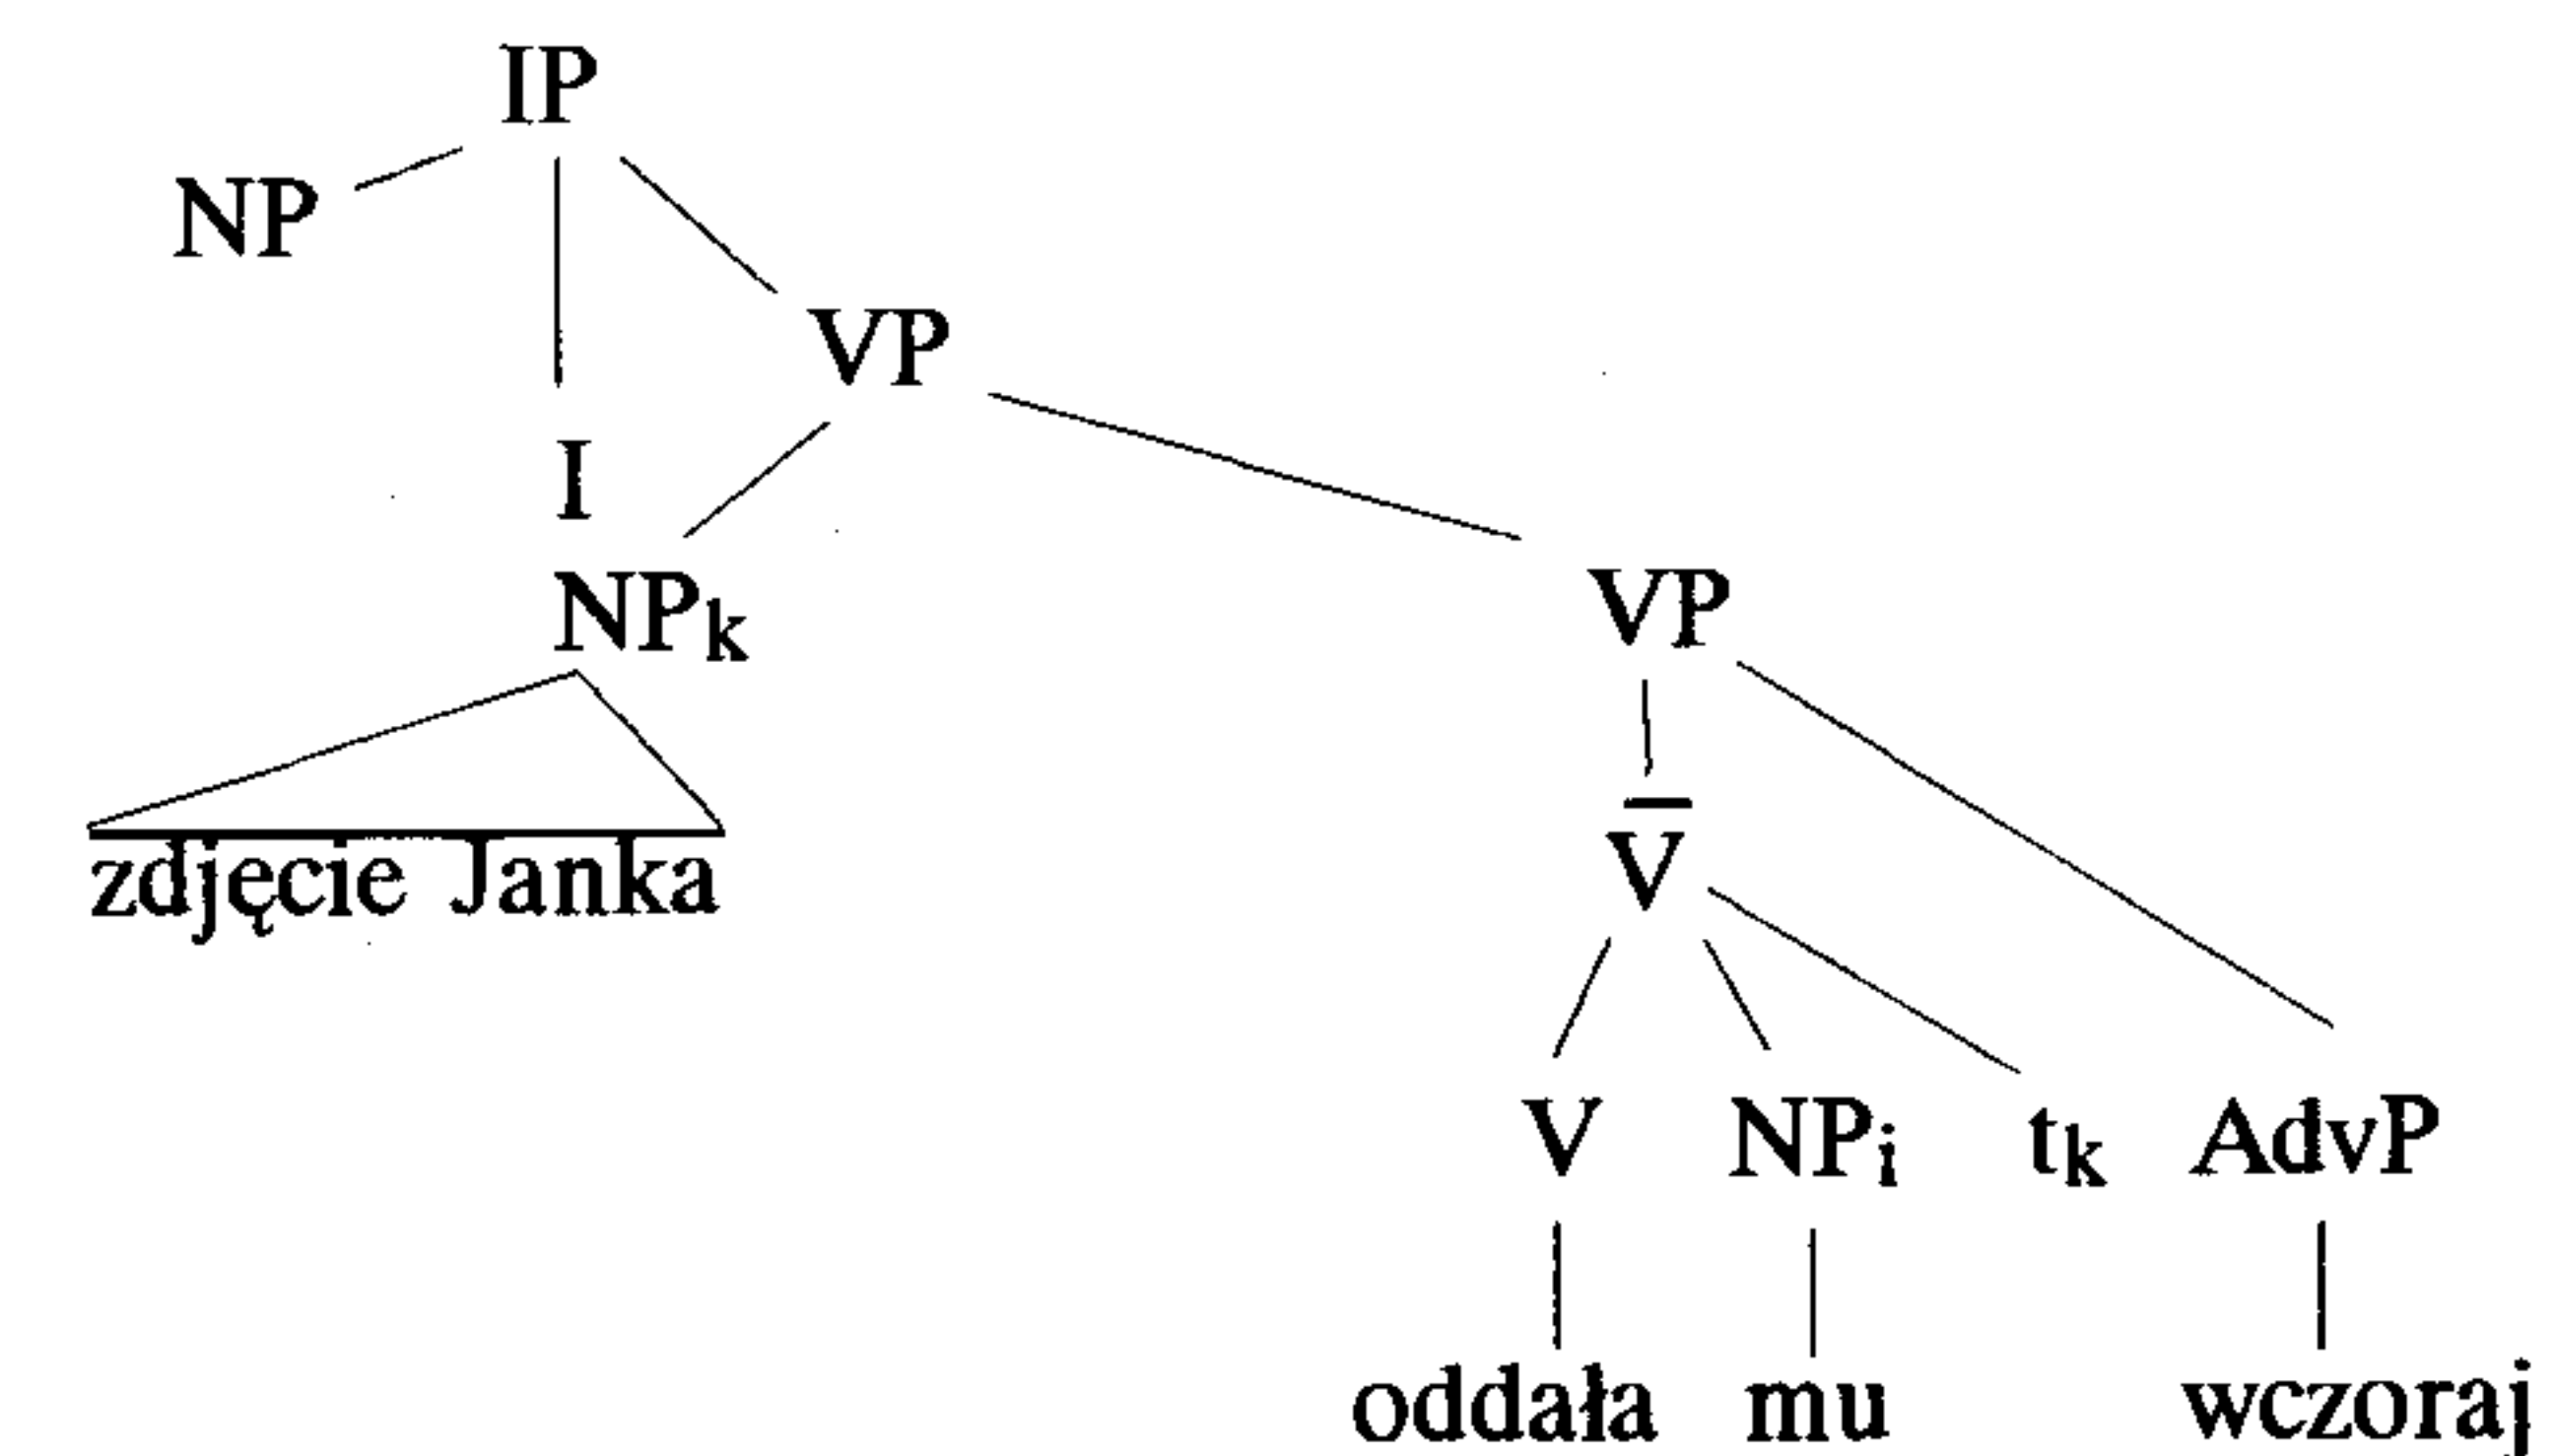 IP
NP
VP
I
NPk
VP
zdjęcie Janka
V̅
V NPi tk AdvP
oddała mu wczoraj